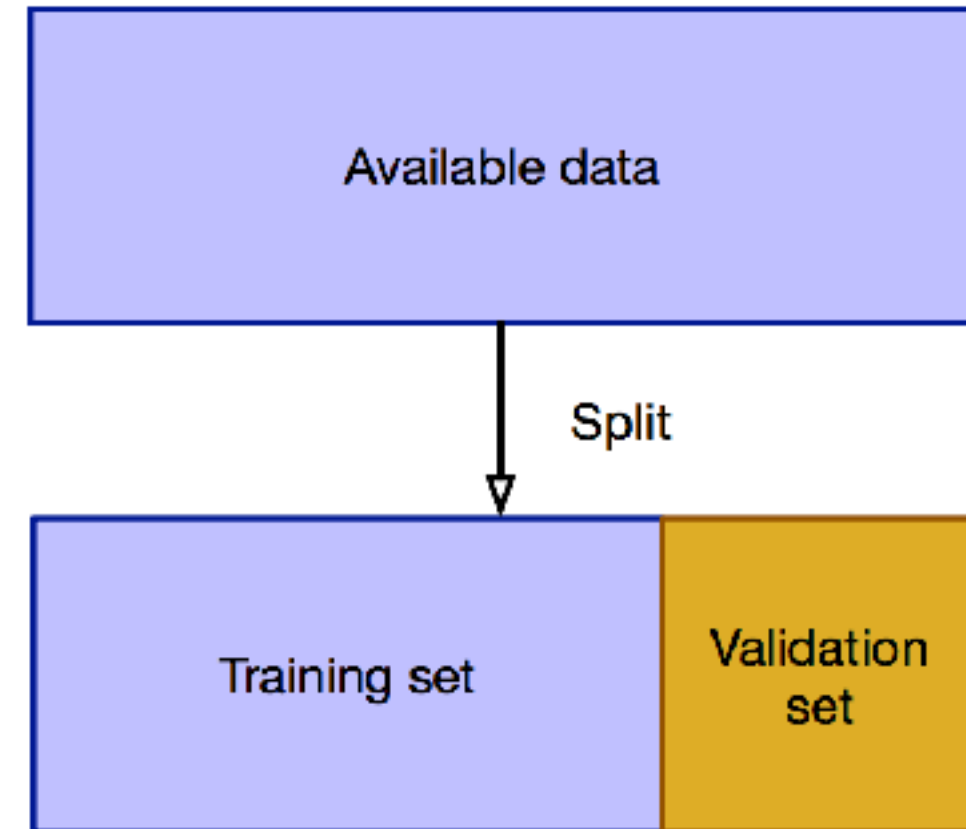 Available data
Split
Training set
Validation
set